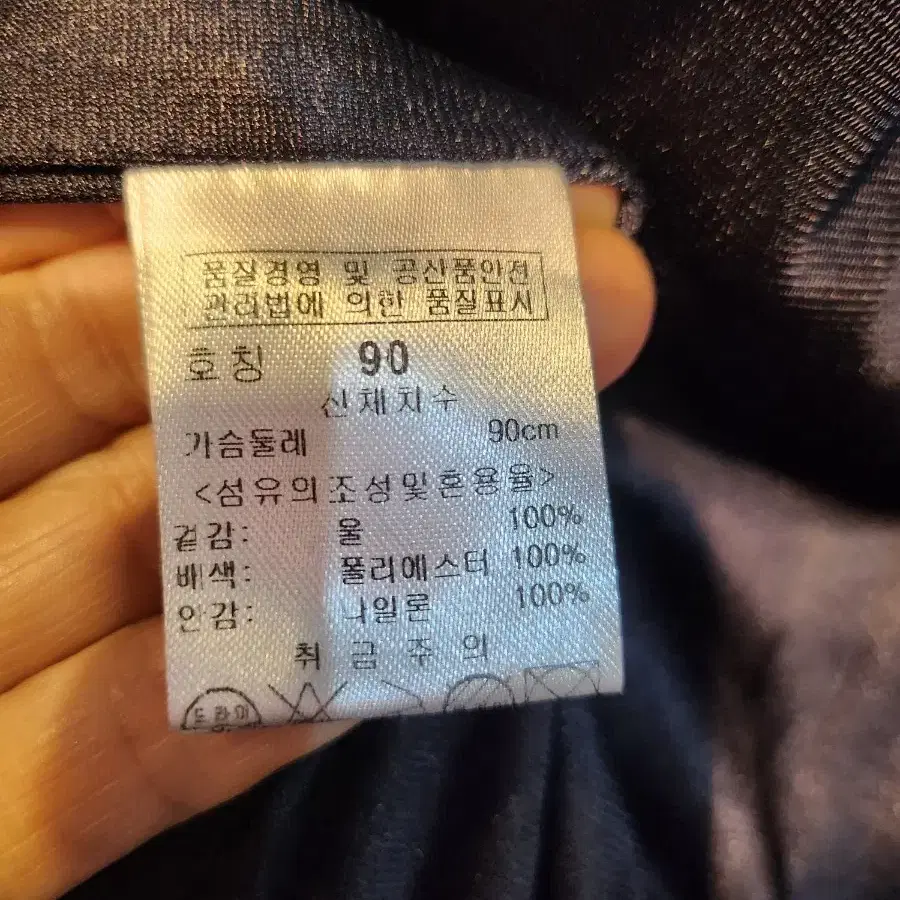 품질경영 및 공산품안전
관리법에 의한 품질표시
호칭 90
신체치수
가슴둘레 90cm
<섬유의조성및혼용율>
겉감: 울 100%
배색: 폴리에스터 100%
안감: 나일론 100%
취급주의
드라이